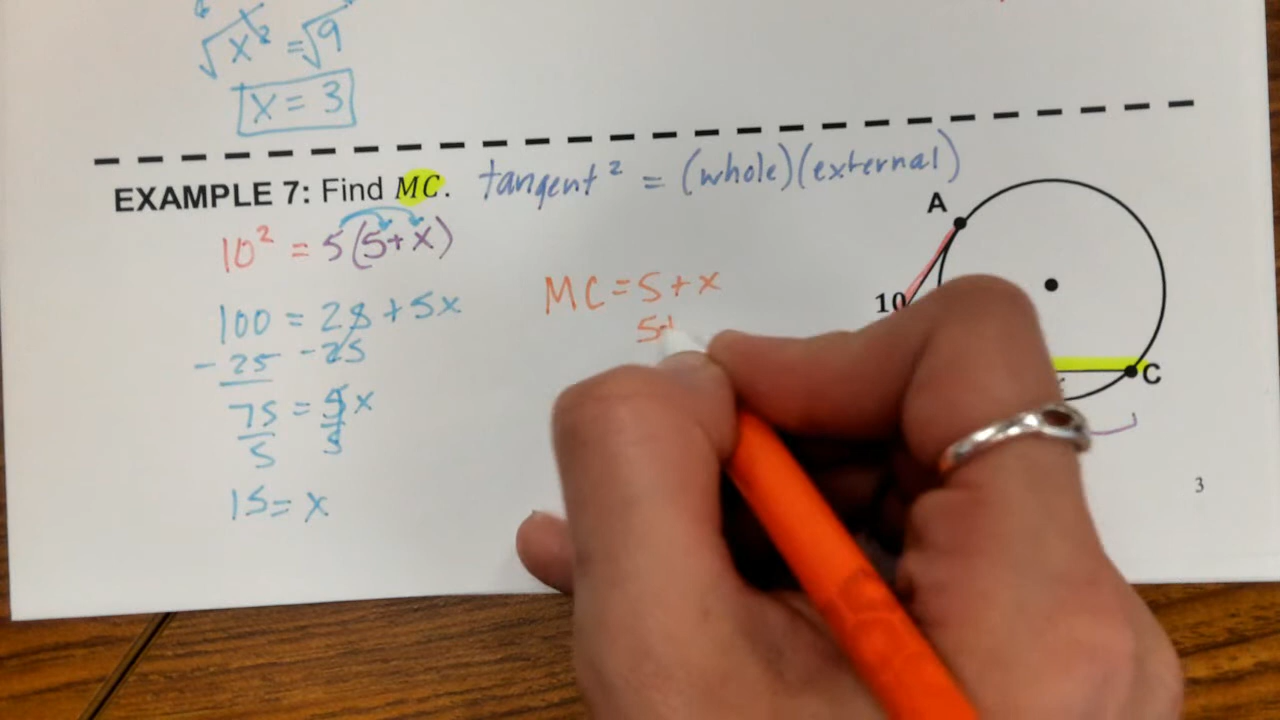 √x² = √9
x = 3
EXAMPLE 7: Find MC. tangent² = (whole)(external)
10² = 5(5+x)
100 = 25 + 5x
- 25 - 25
75 = 5x
5 5
15 = x
MC = 5 + x
5+
A
10
C
3